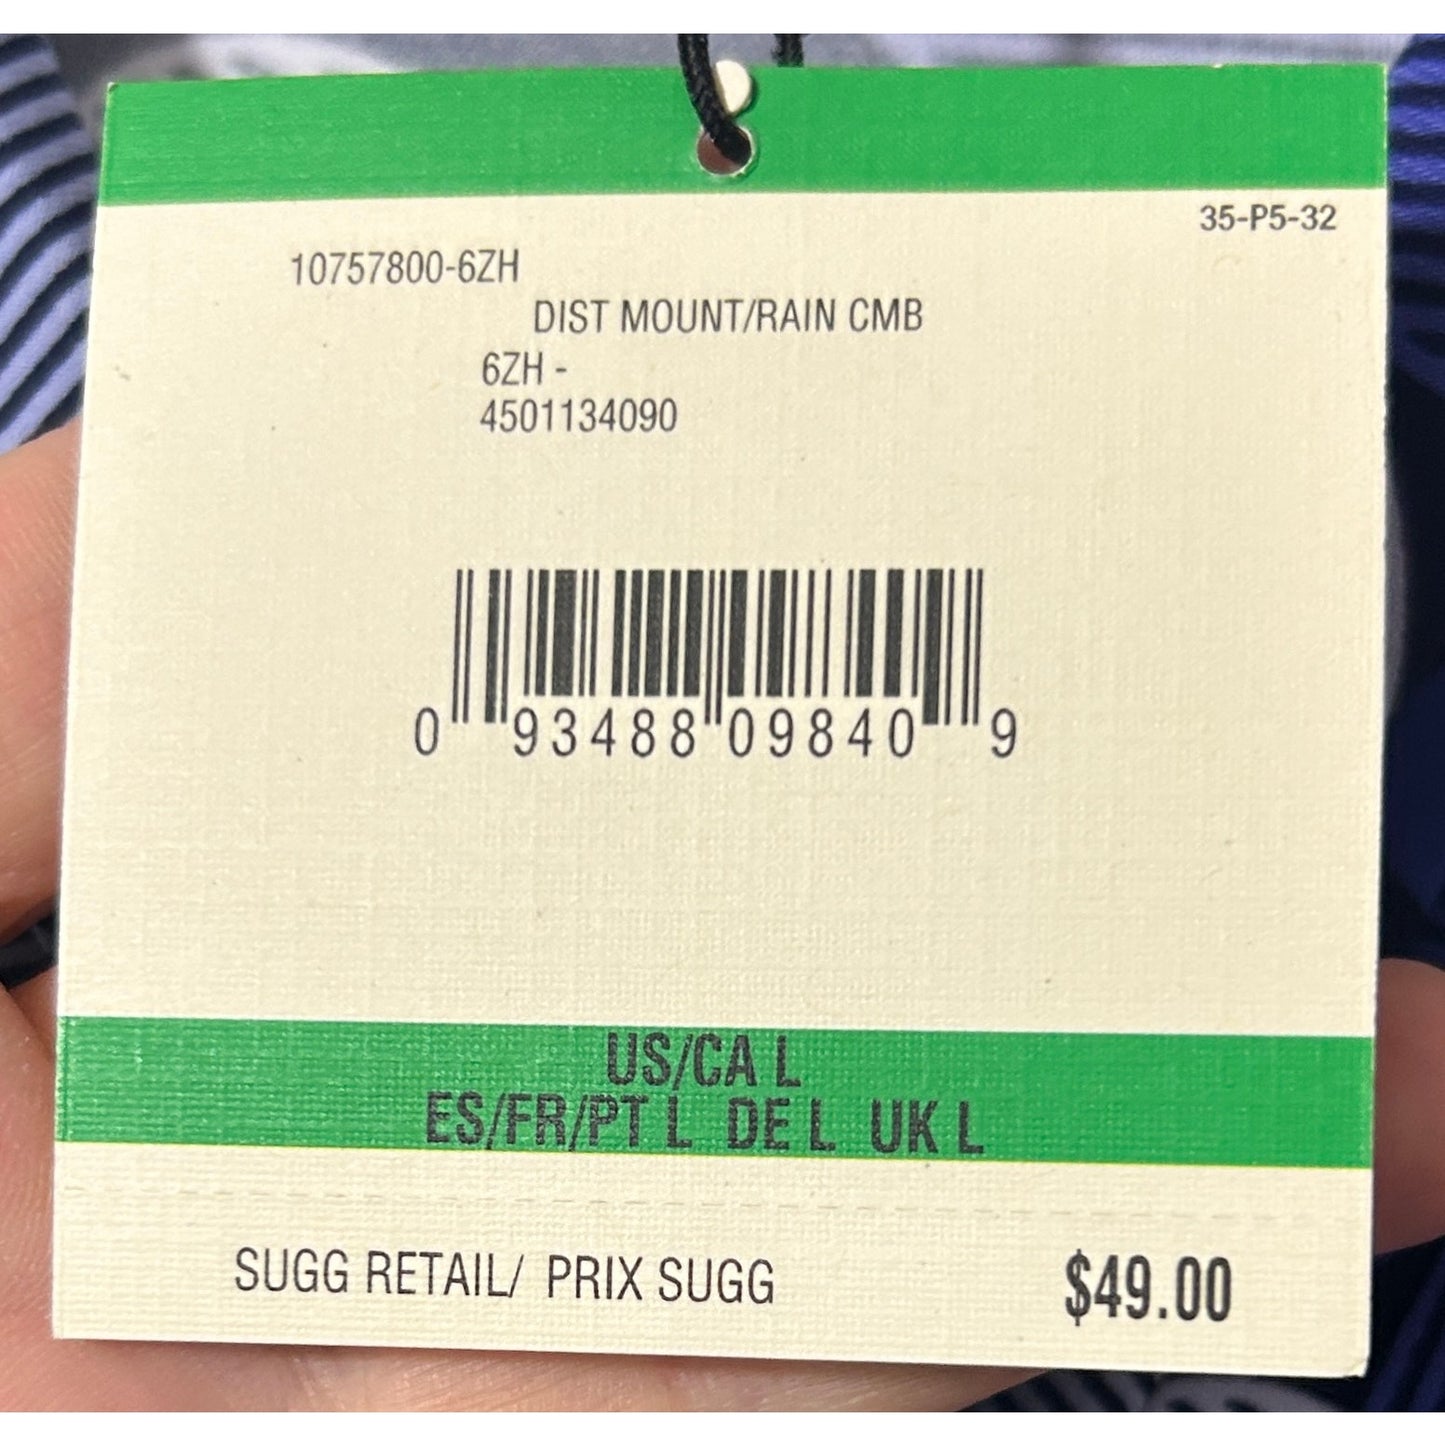 35-P5-32
10757800-6ZH
DIST MOUNT/RAIN CMB
6ZH -
4501134090
0 93488 09840 9
US/CA L
ES/FR/PT L DE L UK L
SUGG RETAIL/ PRIX SUGG $49.00